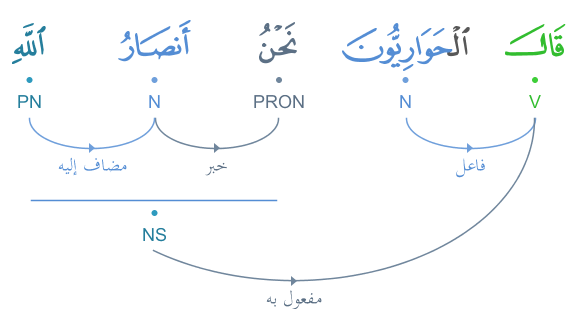 قَالَ ٱلْحَوَارِيُّونَ نَحْنُ أَنصَارُ ٱللَّهِ
V N PRON N PN
فاعل خبر مضاف إليه
NS
مفعول به